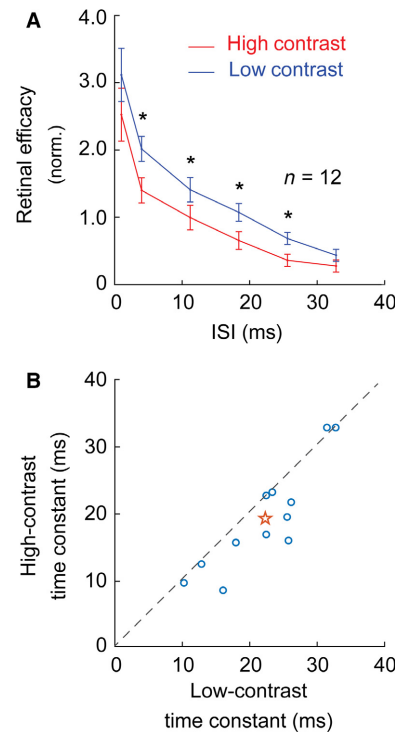 A
4.0
High contrast
Low contrast
3.0
*
2.0
*
n = 12
*
*
1.0
0
Retinal efficacy
(norm.)
0 10 20 30 40
ISI (ms)
B
40
30
20
10
0
High-contrast
time constant (ms)
0 10 20 30 40
Low-contrast
time constant (ms)